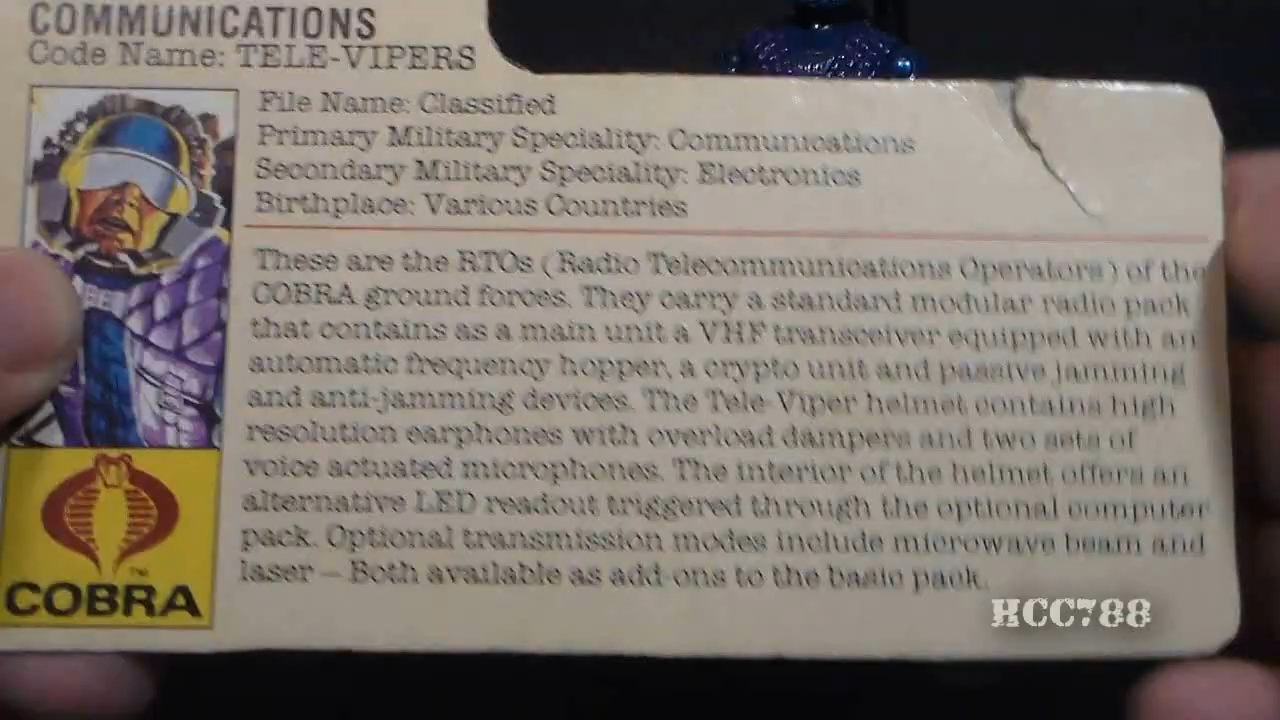 COMMUNICATIONS
Code Name: TELE-VIPERS
File Name: Classified
Primary Military Speciality: Communications
Secondary Military Speciality: Electronics
Birthplace: Various Countries
These are the RTOs (Radio Telecommunications Operators) of the
COBRA ground forces. They carry a standard modular radio pack
that contains as a main unit a VHF transceiver equipped with an
automatic frequency hopper, a crypto unit and passive jamming
and anti-jamming devices. The Tele-Viper helmet contains high
resolution earphones with overload dampers and two sets of
voice actuated microphones. The interior of the helmet offers an
alternative LED readout triggered through the optional computer
pack. Optional transmission modes include microwave beam and
laser – Both available as add-ons to the basic pack.
TM
COBRA
HCC788